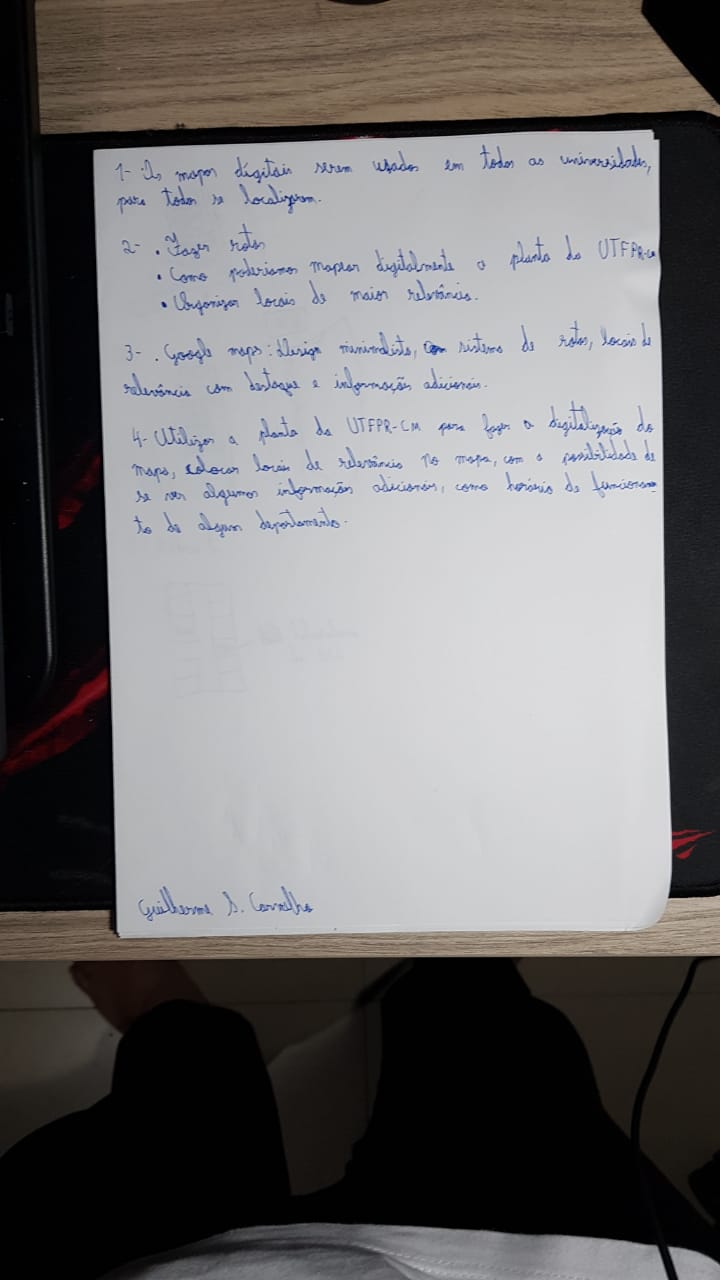 1- Os mapas digitais serem usados em todas as universidades,
para todos se localizarem.
2- . Fazer rotas
• Como poderiamos mapear digitalmente a planta da UTFPR-CM
• Organizar locais de maior relevância.
3- . Google maps: design minimalista, com sistema de rotas, locais de
relevância com destaque e informações adicionais.
4- Utilizar a planta da UTFPR-CM para fazer a digitalização do
mapa, colocar locais de relevância no mapa, com a possibilidade de
se ver algumas informações adicionais, como horário de funcionamen
to de algum departamento.
Guilherme S. Carvalho